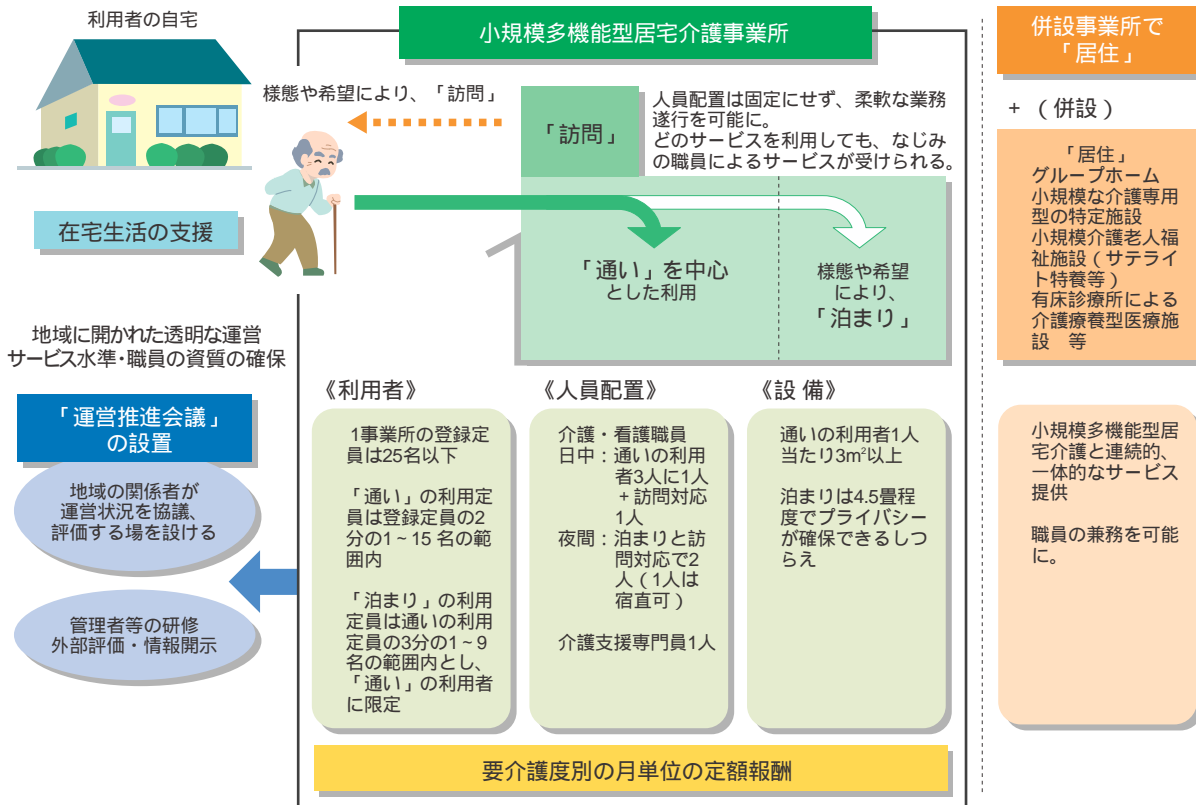 利用者の自宅
小規模多機能型居宅介護事業所
併設事業所で
「居住」
様態や希望により、「訪問」
「訪問」
人員配置は固定にせず、柔軟な業務
遂行を可能に。
どのサービスを利用しても、なじみ
の職員によるサービスが受けられる。
+（併設）
在宅生活の支援
「通い」を中心
とした利用
様態や希望
により、
「泊まり」
「居住」
グループホーム
小規模な介護専用
型の特定施設
小規模介護老人福
祉施設（サテライ
ト特養等）
有床診療所による
介護療養型医療施
設　等
地域に開かれた透明な運営
サービス水準・職員の資質の確保
「運営推進会議」
の設置
地域の関係者が
運営状況を協議、
評価する場を設ける
管理者等の研修
外部評価・情報開示
《利用者》
1事業所の登録定
員は25名以下
「通い」の利用定
員は登録定員の2
分の1~15 名の範
囲内
「泊まり」の利用
定員は通いの利用
定員の3分の1~9
名の範囲内とし、
「通い」の利用者
に限定
《人員配置》
介護・看護職員
日中：通いの利用
者3人に1人
+訪問対応
1人
夜間：泊まりと訪
問対応で2
人（1人は
宿直可）
介護支援専門員1人
《設 備》
通いの利用者1人
当たり3m²以上
泊まりは4.5畳程
度でプライバシー
が確保できるしつ
らえ
小規模多機能型居
宅介護と連続的、
一体的なサービス
提供
職員の兼務を可能
に。
要介護度別の月単位の定額報酬